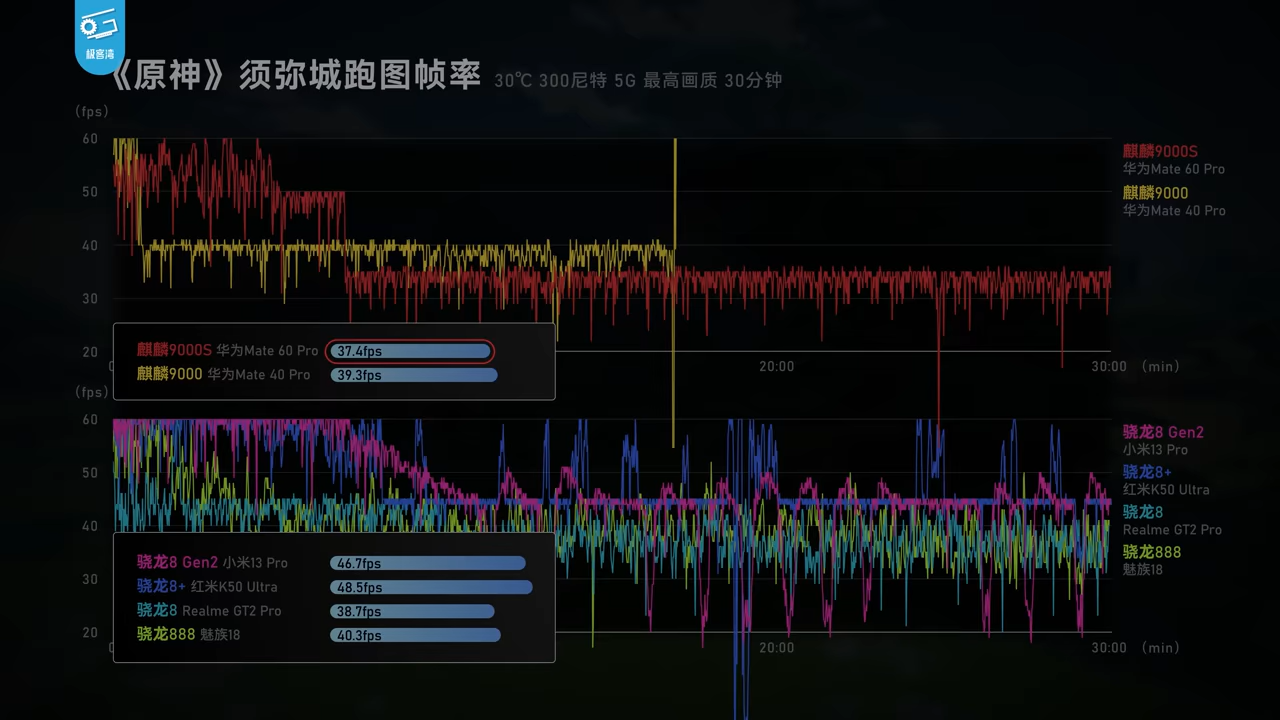 极客湾
《原神》须弥城跑图帧率 30℃ 300尼特 5G 最高画质 30分钟
(fps)
60
50
40
30
20
麒麟9000S
华为Mate 60 Pro
麒麟9000
华为Mate 40 Pro
麒麟9000S 华为Mate 60 Pro 37.4fps
麒麟9000 华为Mate 40 Pro 39.3fps
20:00
30:00 (min)
(fps)
60
50
40
30
20
骁龙8 Gen2
小米13 Pro
骁龙8+
红米K50 Ultra
骁龙8
Realme GT2 Pro
骁龙888
魅族18
骁龙8 Gen2 小米13 Pro 46.7fps
骁龙8+ 红米K50 Ultra 48.5fps
骁龙8 Realme GT2 Pro 38.7fps
骁龙888 魅族18 40.3fps
20:00
30:00 (min)